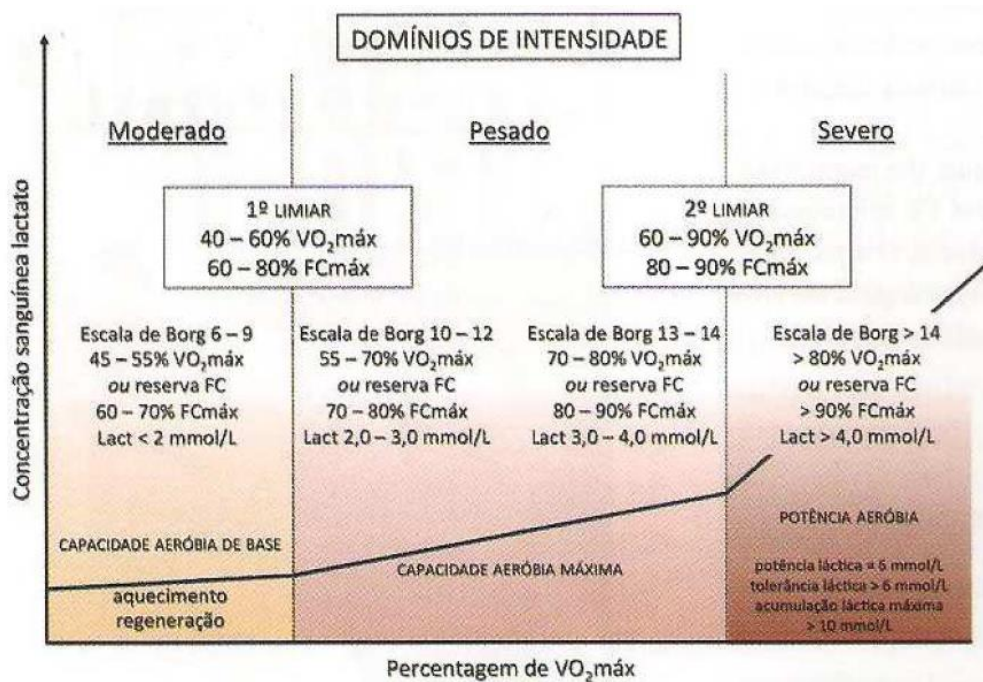 DOMÍNIOS DE INTENSIDADE
Moderado
Pesado
Severo
1º LIMIAR
40 – 60% VO₂máx
60 – 80% FCmáx
2º LIMIAR
60 – 90% VO₂máx
80 – 90% FCmáx
Escala de Borg 6 – 9
45 – 55% VO₂máx
ou reserva FC
60 – 70% FCmáx
Lact < 2 mmol/L
Escala de Borg 10 – 12
55 – 70% VO₂máx
ou reserva FC
70 – 80% FCmáx
Lact 2,0 – 3,0 mmol/L
Escala de Borg 13 – 14
70 – 80% VO₂máx
ou reserva FC
80 – 90% FCmáx
Lact 3,0 – 4,0 mmol/L
Escala de Borg > 14
> 80% VO₂máx
ou reserva FC
> 90% FCmáx
Lact > 4,0 mmol/L
CAPACIDADE AERÓBIA DE BASE
aquecimento
regeneração
CAPACIDADE AERÓBIA MÁXIMA
POTÊNCIA AERÓBIA
potência láctica = 6 mmol/L
tolerância láctica > 6 mmol/L
acumulação láctica máxima
> 10 mmol/L
Concentração sanguínea lactato
Percentagem de VO₂máx